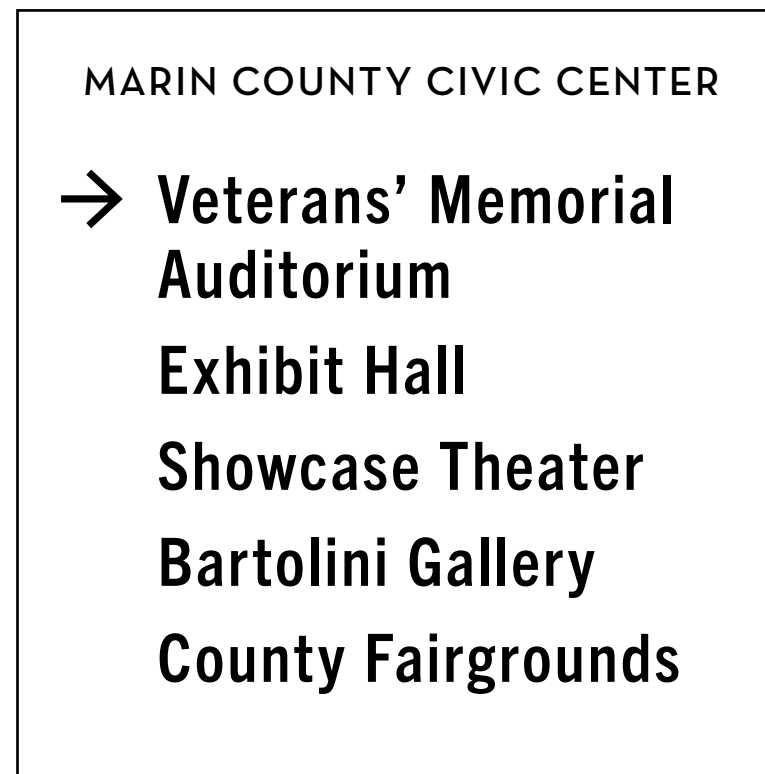 MARIN COUNTY CIVIC CENTER
→ Veterans’ Memorial
Auditorium
Exhibit Hall
Showcase Theater
Bartolini Gallery
County Fairgrounds